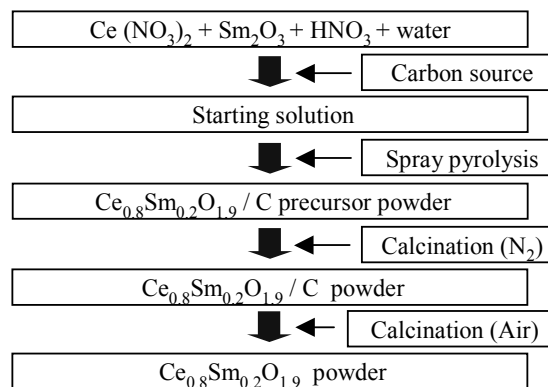 Ce (NO₃)₂ + Sm₂O₃ + HNO₃ + water
Carbon source
Starting solution
Spray pyrolysis
Ce₀.₈Sm₀.₂O₁.₉ / C precursor powder
Calcination (N₂)
Ce₀.₈Sm₀.₂O₁.₉ / C powder
Calcination (Air)
Ce₀.₈Sm₀.₂O₁.₉ powder